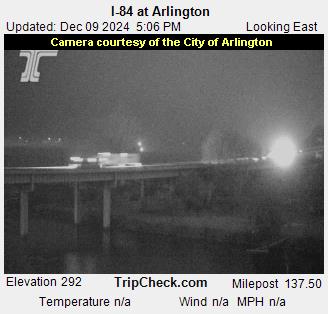 I-84 at Arlington
Updated: Dec 09 2024 5:06 PM Looking East
Camera courtesy of the City of Arlington
Elevation 292 TripCheck.com Milepost 137.50
Temperature n/a Wind n/a MPH n/a